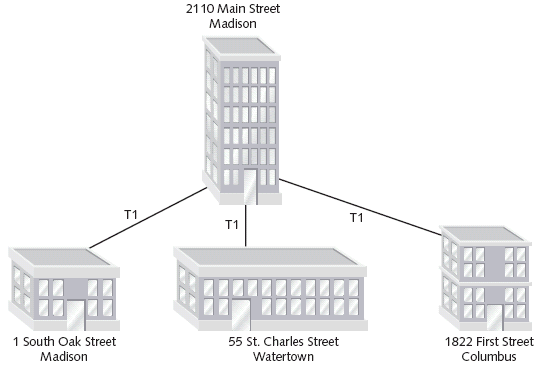 2110 Main Street
Madison
T1
T1
T1
1 South Oak Street
Madison
55 St. Charles Street
Watertown
1822 First Street
Columbus